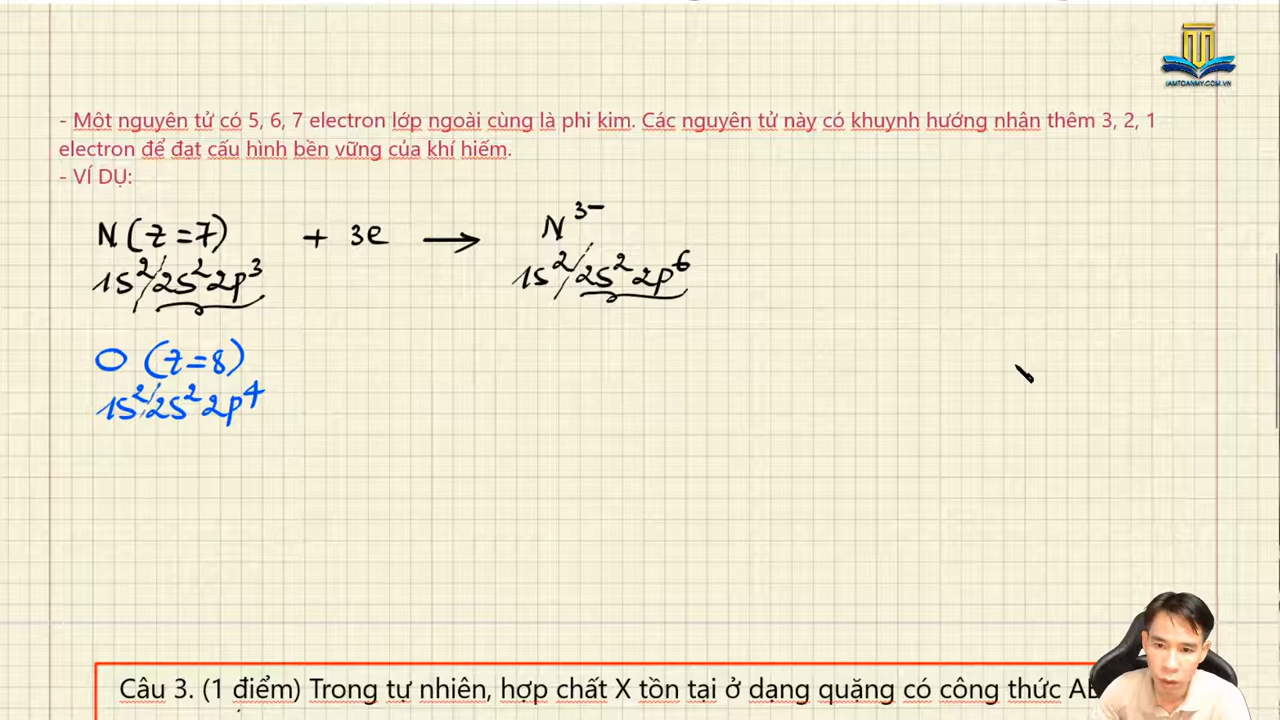 IAMTOANMY.COM.VN
- Một nguyên tử có 5, 6, 7 electron lớp ngoài cùng là phi kim. Các nguyên tử này có khuynh hướng nhận thêm 3, 2, 1
electron để đạt cấu hình bền vững của khí hiếm.
- VÍ DỤ:
N (Z=7) + 3e → N³⁻
1s²/2s²2p³ 1s²/2s²2p⁶
O (Z=8)
1s²/2s²2p⁴
Câu 3. (1 điểm) Trong tự nhiên, hợp chất X tồn tại ở dạng quặng có công thức